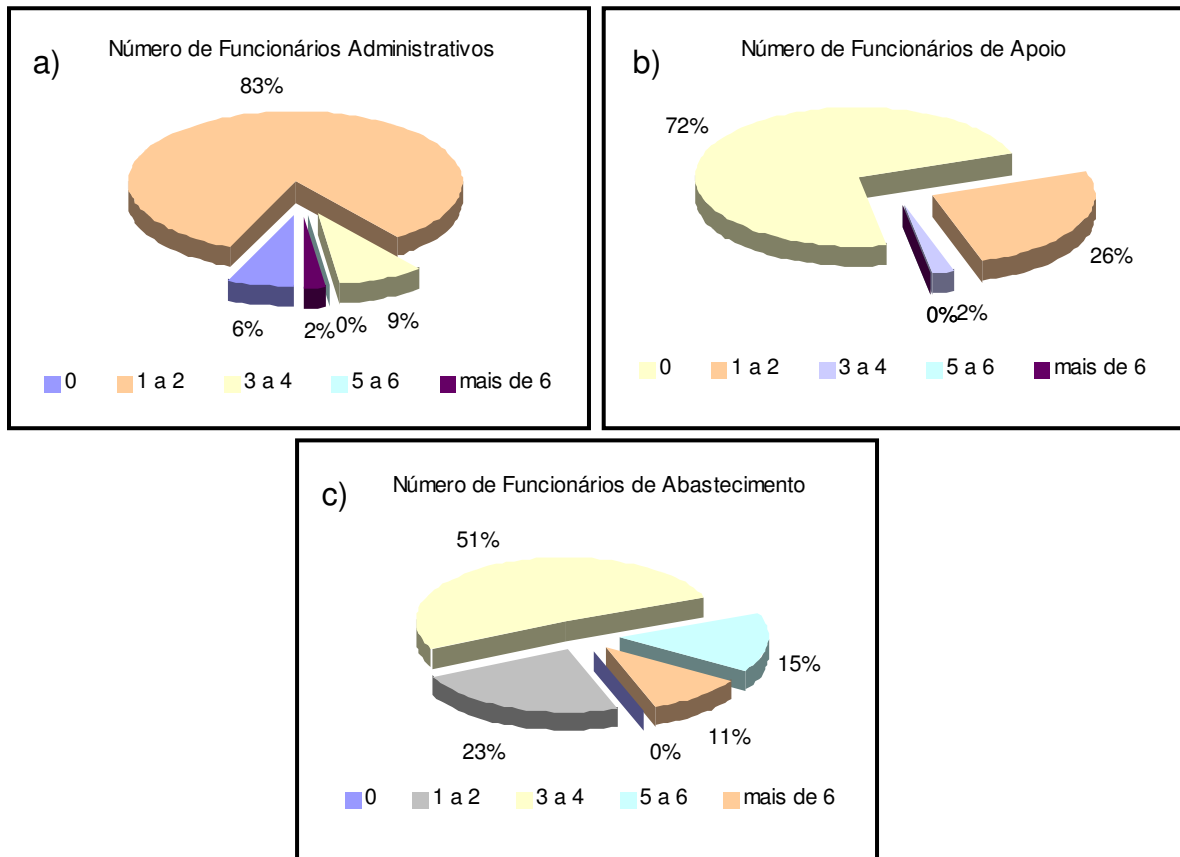 a)
Número de Funcionários Administrativos
83%
6%
2%
0%
9%
0
1 a 2
3 a 4
5 a 6
mais de 6
b)
Número de Funcionários de Apoio
72%
26%
0%
0%
2%
0
1 a 2
3 a 4
5 a 6
mais de 6
c)
Número de Funcionários de Abastecimento
51%
15%
11%
0%
23%
0
1 a 2
3 a 4
5 a 6
mais de 6